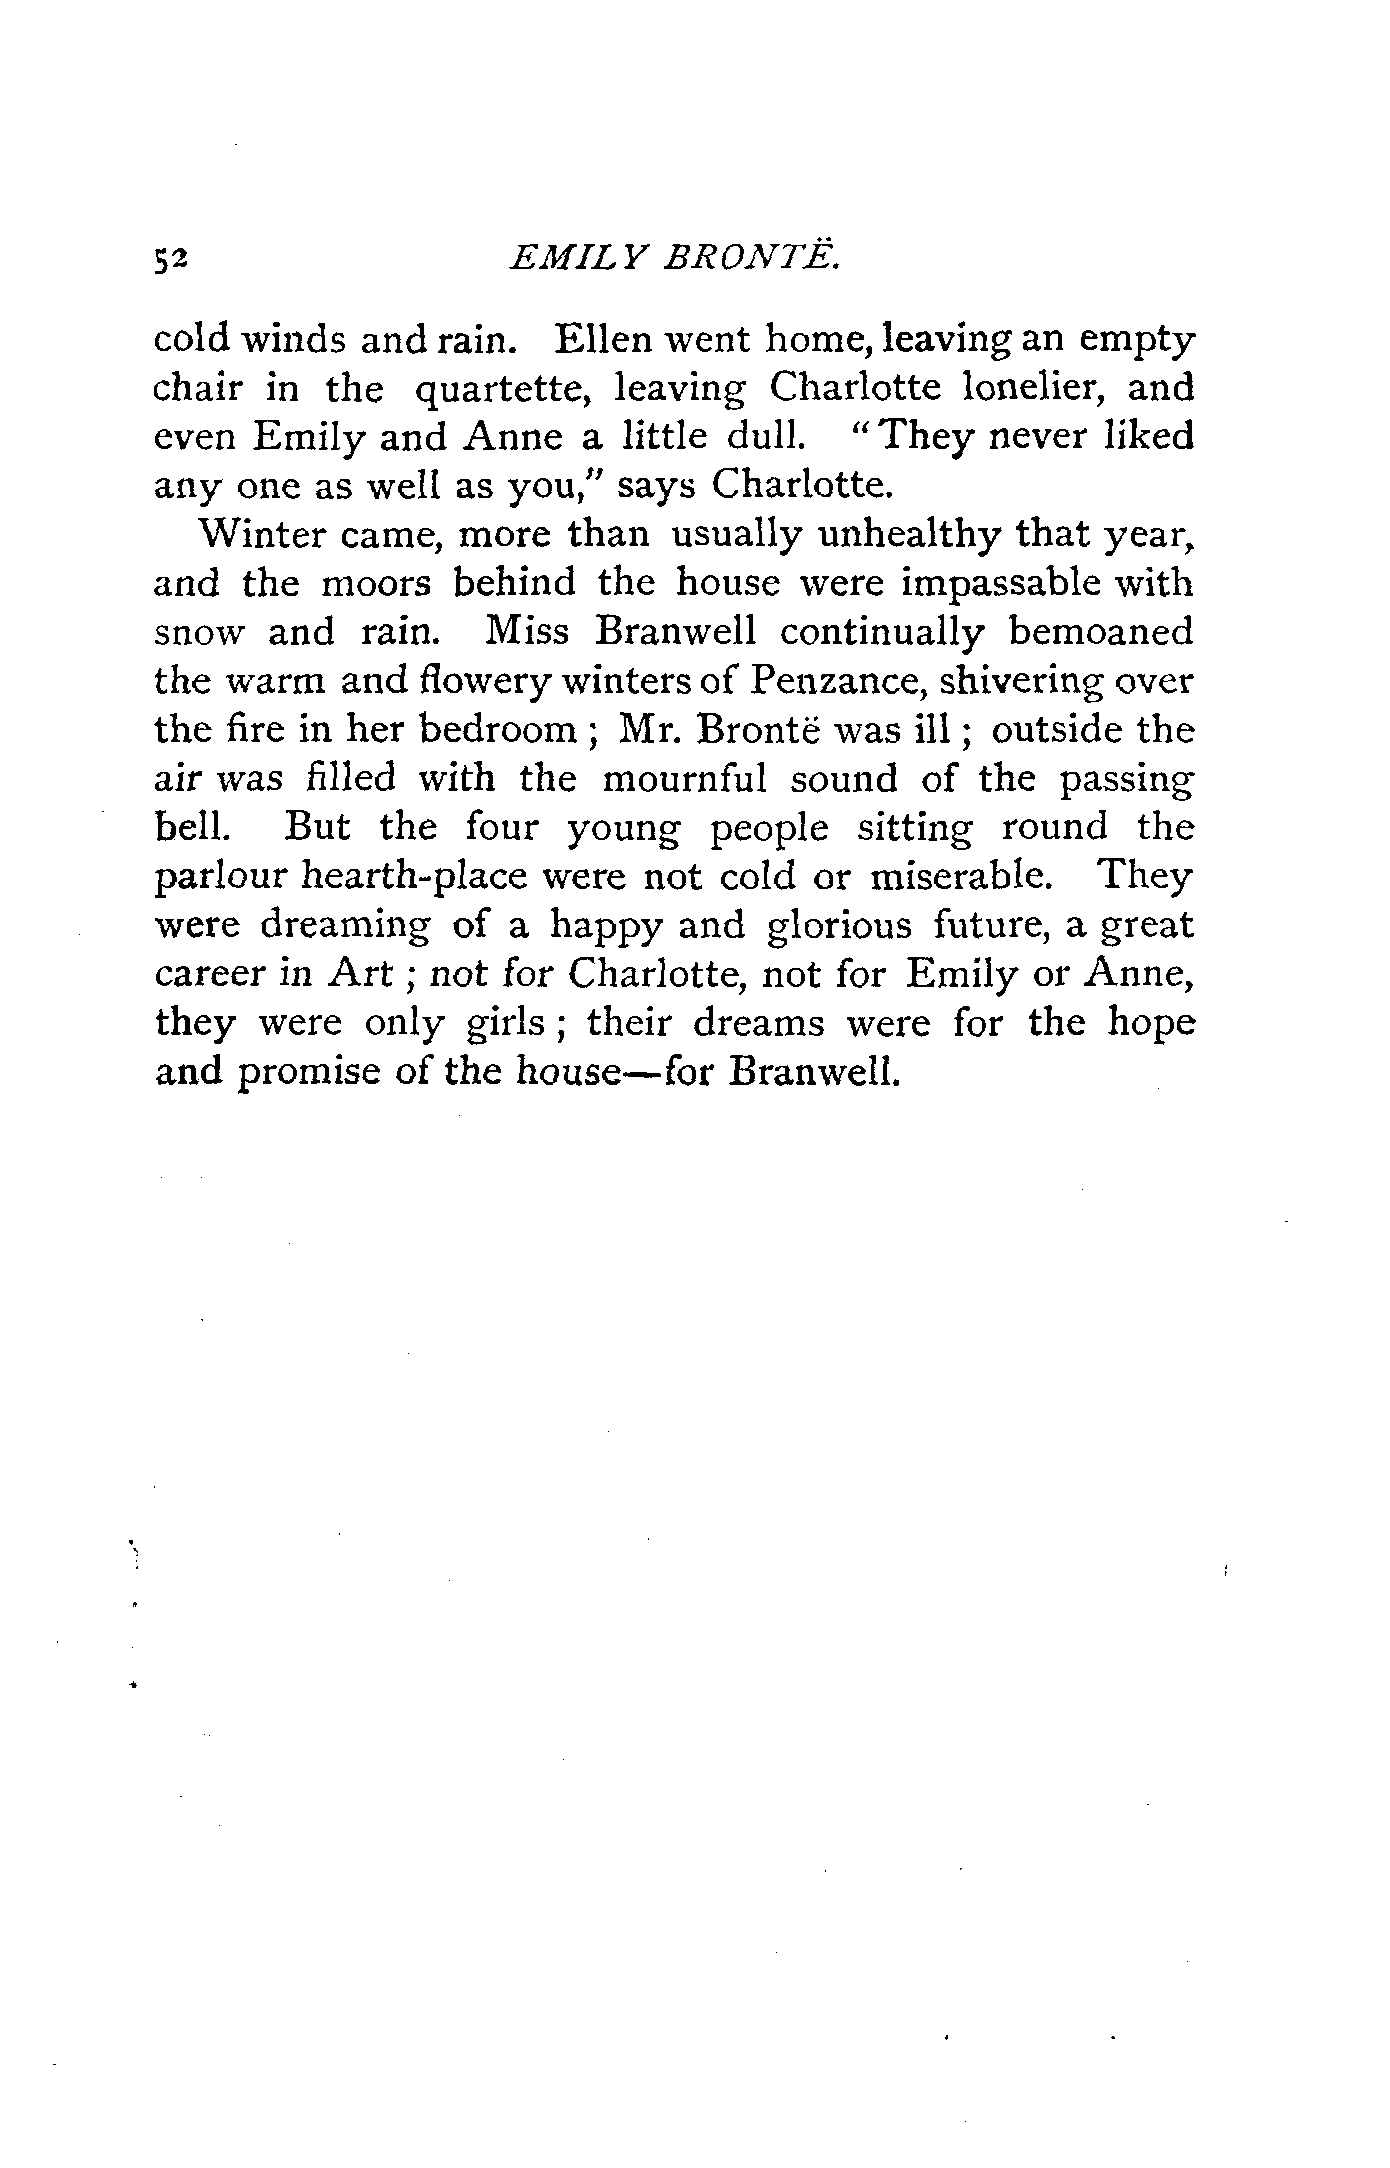 52 EMILY BRONTË.
cold winds and rain. Ellen went home, leaving an empty
chair in the quartette, leaving Charlotte lonelier, and
even Emily and Anne a little dull. "They never liked
any one as well as you," says Charlotte.
Winter came, more than usually unhealthy that year,
and the moors behind the house were impassable with
snow and rain. Miss Branwell continually bemoaned
the warm and flowery winters of Penzance, shivering over
the fire in her bedroom ; Mr. Brontë was ill ; outside the
air was filled with the mournful sound of the passing
bell. But the four young people sitting round the
parlour hearth-place were not cold or miserable. They
were dreaming of a happy and glorious future, a great
career in Art ; not for Charlotte, not for Emily or Anne,
they were only girls ; their dreams were for the hope
and promise of the house—for Branwell.